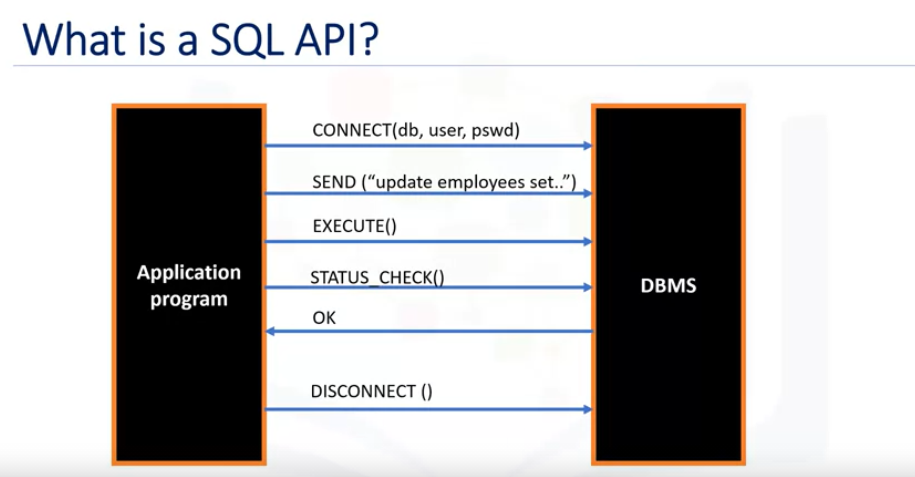 What is a SQL API?
CONNECT(db, user, pswd)
SEND (“update employees set..”)
EXECUTE()
Application
program
STATUS_CHECK()
DBMS
OK
DISCONNECT ()